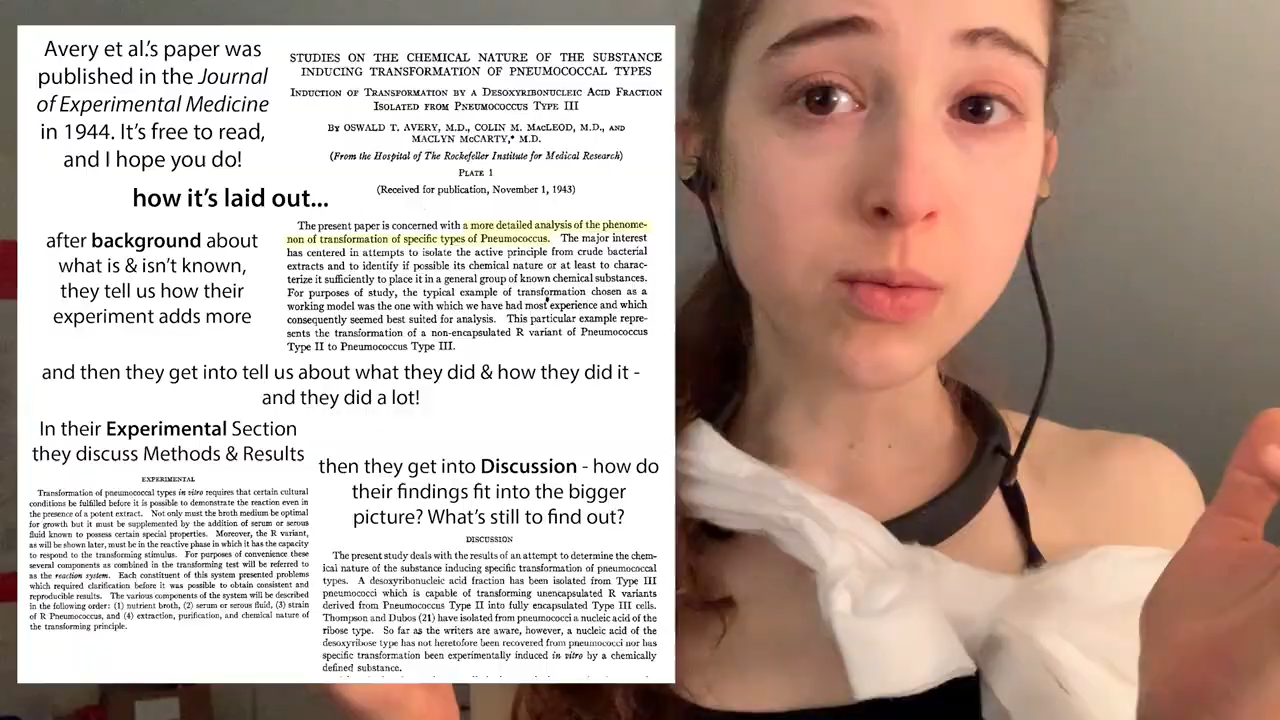 Avery et al.'s paper was
published in the Journal
of Experimental Medicine
in 1944. It's free to read,
and I hope you do!
STUDIES ON THE CHEMICAL NATURE OF THE SUBSTANCE
INDUCING TRANSFORMATION OF PNEUMOCOCCAL TYPES
INDUCTION OF TRANSFORMATION BY A DESOXYRIBONUCLEIC ACID FRACTION
ISOLATED FROM PNEUMOCOCCUS TYPE III
BY OSWALD T. AVERY, M.D., COLIN M. MACLEOD, M.D., AND
MACLYN McCARTY,* M.D.
(From the Hospital of The Rockefeller Institute for Medical Research)
PLATE 1
(Received for publication, November 1, 1943)
how it's laid out...
after background about
what is & isn't known,
they tell us how their
experiment adds more
The present paper is concerned with a more detailed analysis of the phenome-
non of transformation of specific types of Pneumococcus. The major interest
has centered in attempts to isolate the active principle from crude bacterial
extracts and to identify if possible its chemical nature or at least to charac-
terize it sufficiently to place it in a general group of known chemical substances.
For purposes of study, the typical example of transformation chosen as a
working model was the one with which we have had most experience and which
consequently seemed best suited for analysis. This particular example repre-
sents the transformation of a non-encapsulated R variant of Pneumococcus
Type II to Pneumococcus Type III.
and then they get into tell us about what they did & how they did it -
and they did a lot!
In their Experimental Section
they discuss Methods & Results
EXPERIMENTAL
Transformation of pneumococcal types in vitro requires that certain cultural
conditions be fulfilled before it is possible to demonstrate the reaction even in
the presence of a potent extract. Not only must the broth medium be optimal
for growth but it must be supplemented by the addition of serum or serous
fluid known to possess certain special properties. Moreover, the R variant,
as will be shown later, must be in the reactive phase in which it has the capacity
to respond to the transforming stimulus. For purposes of convenience these
several components as combined in the transforming test will be referred to
as the reaction system. Each constituent of this system presented problems
which required clarification before it was possible to obtain consistent and
reproducible results. The various components of the system will be described
in the following order: (1) nutrient broth, (2) serum or serous fluid, (3) strain
of R Pneumococcus, and (4) extraction, purification, and chemical nature of
the transforming principle.
then they get into Discussion - how do
their findings fit into the bigger
picture? What's still to find out?
DISCUSSION
The present study deals with the results of an attempt to determine the chem-
ical nature of the substance inducing specific transformation of pneumococcal
types. A desoxyribonucleic acid fraction has been isolated from Type III
pneumococci which is capable of transforming unencapsulated R variants
derived from Pneumococcus Type II into fully encapsulated Type III cells.
Thompson and Dubos (21) have isolated from pneumococci a nucleic acid of the
ribose type. So far as the writers are aware, however, a nucleic acid of the
desoxyribose type has not heretofore been recovered from pneumococci nor has
specific transformation been experimentally induced in vitro by a chemically
defined substance.